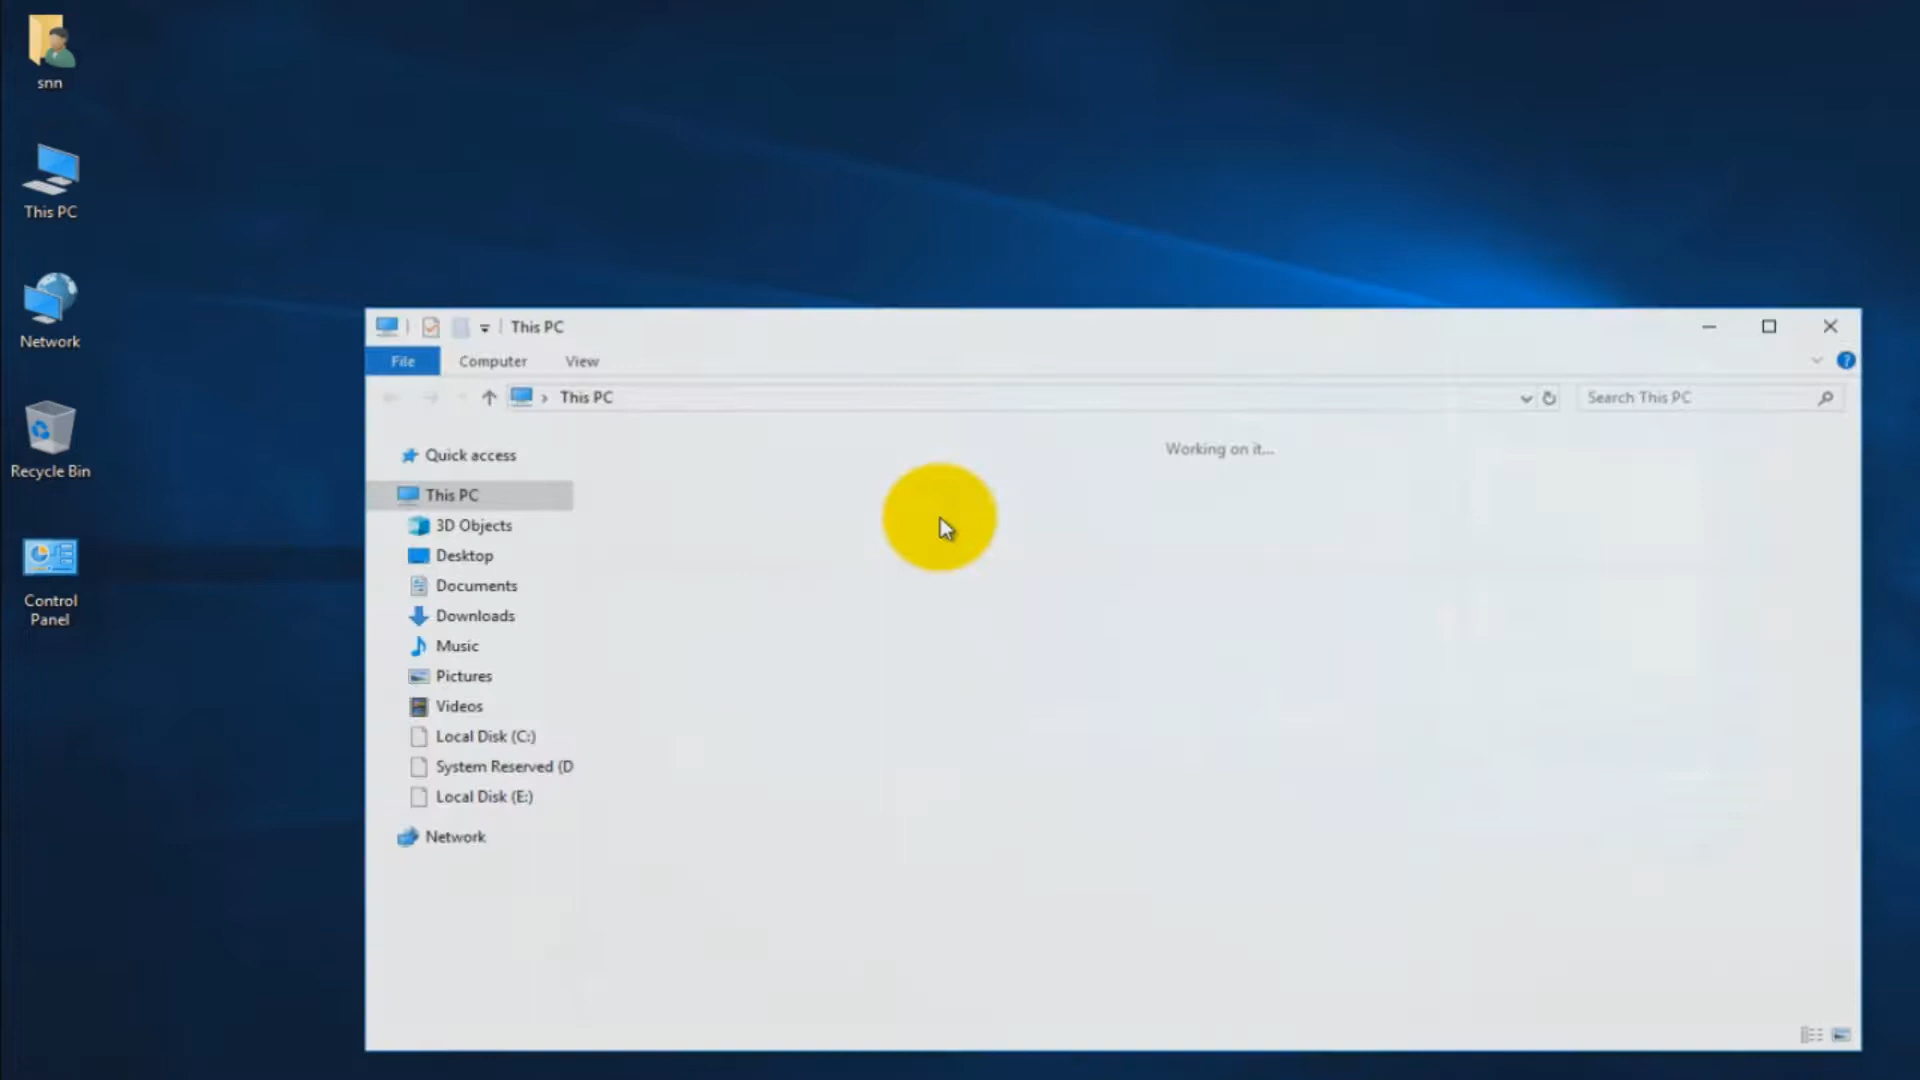 snn
This PC
Network
Recycle Bin
Control
Panel
This PC
File Computer View
This PC
Search This PC
Working on it...
Quick access
This PC
3D Objects
Desktop
Documents
Downloads
Music
Pictures
Videos
Local Disk (C:)
System Reserved (D
Local Disk (E:)
Network